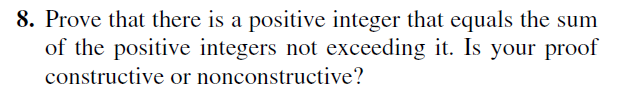 8. Prove that there is a positive integer that equals the sum
of the positive integers not exceeding it. Is your proof
constructive or nonconstructive?